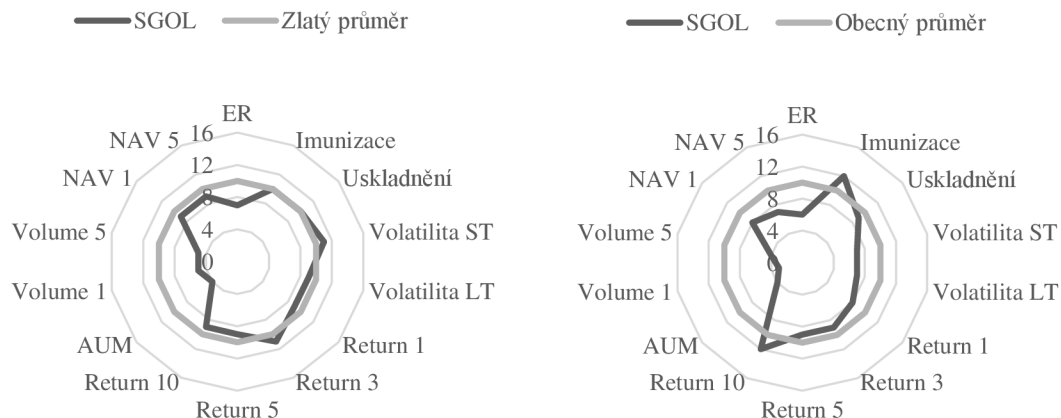 SGOL Zlatý průměr
ER
Imunizace
Uskladnění
Volatilita ST
Volatilita LT
Return 1
Return 3
Return 5
Return 10
AUM
Volume 1
Volume 5
NAV 1
NAV 5
16
12
8
4
0
SGOL Obecný průměr
ER
Imunizace
Uskladnění
Volatilita ST
Volatilita LT
Return 1
Return 3
Return 5
Return 10
AUM
Volume 1
Volume 5
NAV 1
NAV 5
16
12
8
4
0